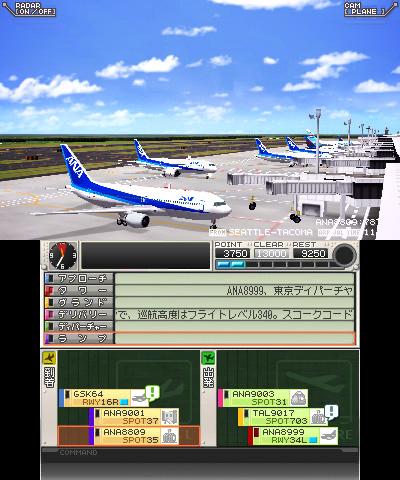 RADAR
[ON/OFF]
CAM
[PLANE]
ANA
ANA8809:787
FROM SEATTLE-TACOMA
POINT CLEAR REST
3750 13000 9250
アプローチ
タワー
ANA8999、東京ディパーチャ
グランド
デリバリー
で、巡航高度はフライトレベル340。スコークコード
ディパーチャー
ランプ
到着
出発
GSK64
RWY16R
ANA9001
SPOT37
ANA8809
SPOT35
ANA9003
SPOT31
TAL9017
SPOT703
ANA8999
RWY34L
COMMAND